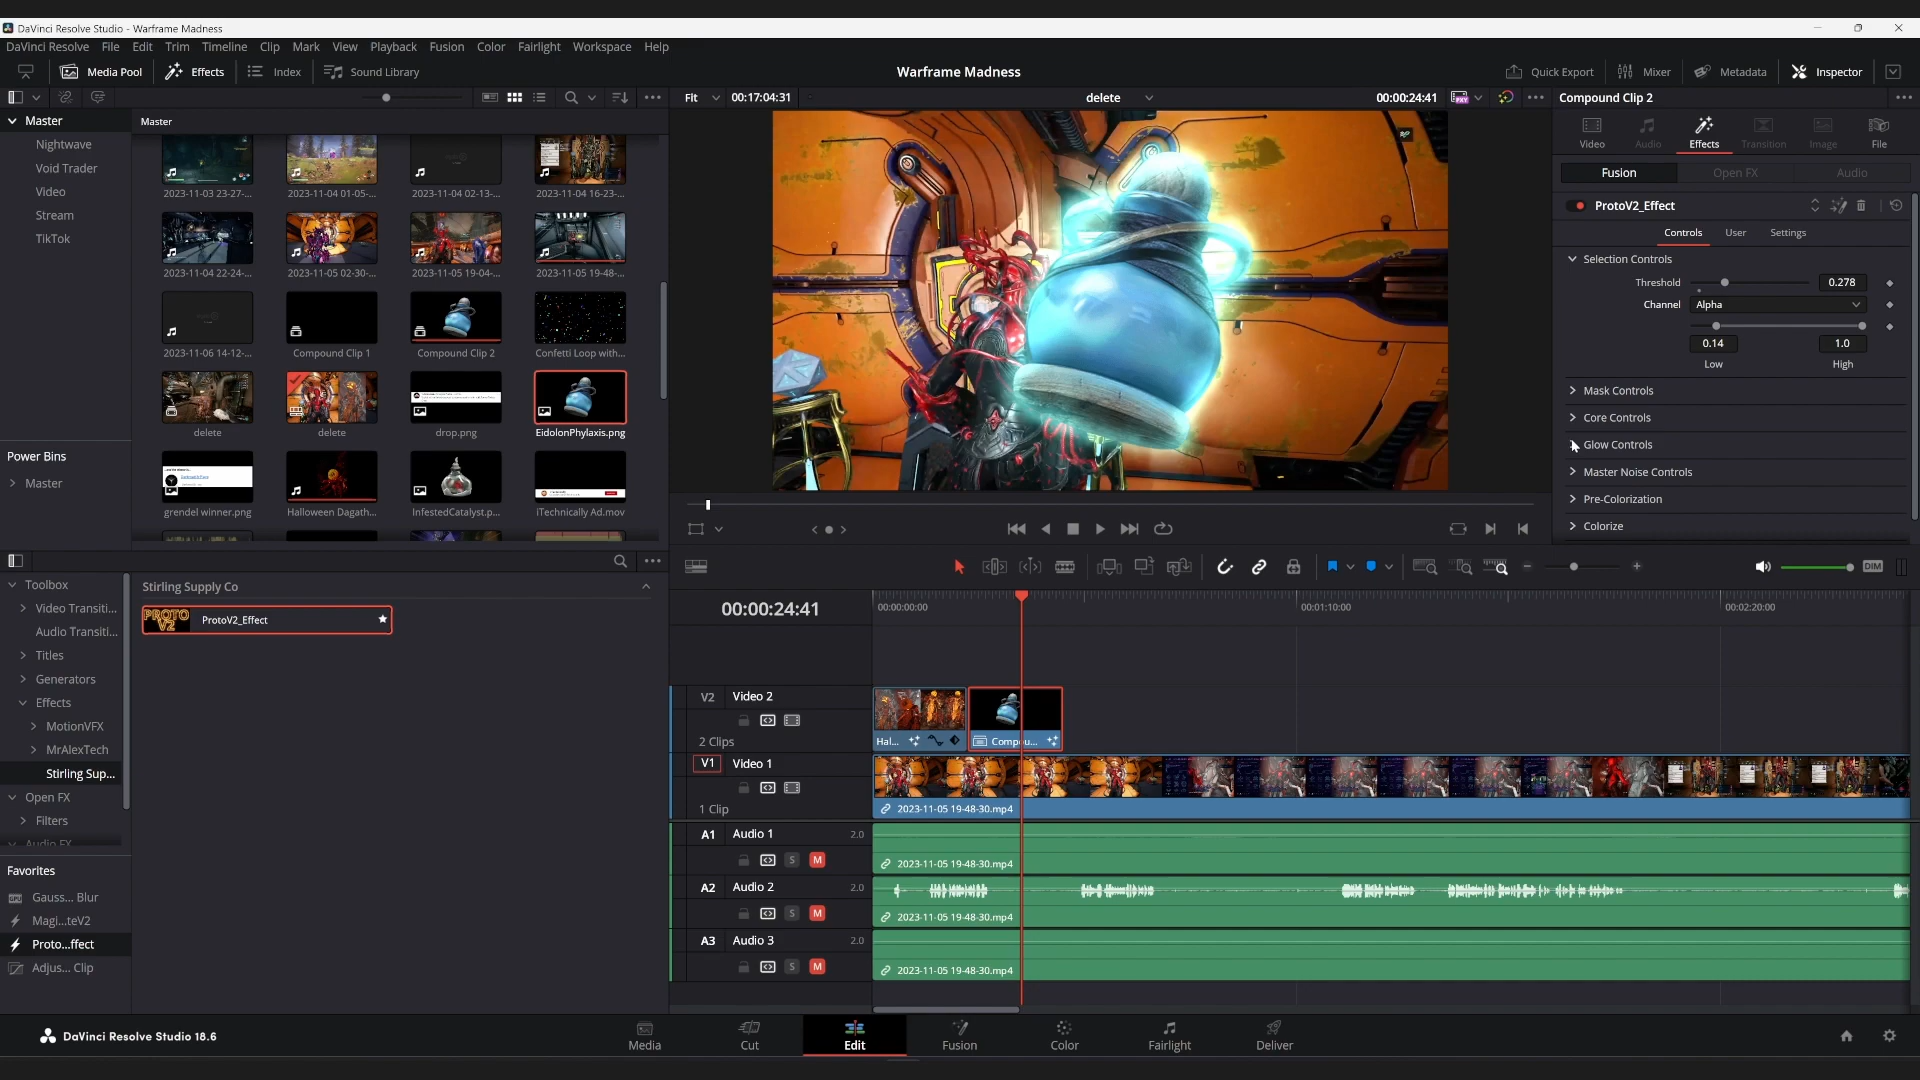 DaVinci Resolve Studio - Warframe Madness
DaVinci Resolve File Edit Trim Timeline Clip Mark View Playback Fusion Color Fairlight Workspace Help
Media Pool Effects Index Sound Library Warframe Madness Quick Export Mixer Metadata Inspector
Fit 00:17:04:31 delete 00:00:24:41 Compound Clip 2
Master
Nightwave
Void Trader
Video
Stream
TikTok
Power Bins
Master
Master
2023-11-03 23-27-... 2023-11-04 01-05-... 2023-11-04 02-13-... 2023-11-04 16-23-...
2023-11-04 22-24-... 2023-11-05 02-30-... 2023-11-05 19-04-... 2023-11-05 19-48-...
2023-11-06 14-12-... Compound Clip 1 Compound Clip 2 Confetti Loop with...
delete delete drop.png EidolonPhylaxis.png
grendel winner.png Halloween Dagath... InfestedCatalyst.p... iTechnically Ad.mov
Video Audio Effects Transition Image File
Fusion Open FX Audio
ProtoV2_Effect
Controls User Settings
Selection Controls
Threshold 0.278
Channel Alpha
0.14 1.0
Low High
Mask Controls
Core Controls
Glow Controls
Master Noise Controls
Pre-Colorization
Colorize
Toolbox
Video Transiti...
Audio Transiti...
Titles
Generators
Effects
MotionVFX
MrAlexTech
Stirling Sup...
Open FX
Filters
Audio FX
Favorites
Gauss... Blur
Magi...teV2
Proto...ffect
Adjus... Clip
Stirling Supply Co
PROTO V2 ProtoV2_Effect
DIM
00:00:24:41 00:00:00:00 00:01:10:00 00:02:20:00
V2 Video 2
2 Clips
Hal... Compou...
V1 Video 1
1 Clip
2023-11-05 19-48-30.mp4
A1 Audio 1 2.0
S M
2023-11-05 19-48-30.mp4
A2 Audio 2 2.0
S M
2023-11-05 19-48-30.mp4
A3 Audio 3 2.0
S M
2023-11-05 19-48-30.mp4
DaVinci Resolve Studio 18.6
Media Cut Edit Fusion Color Fairlight Deliver